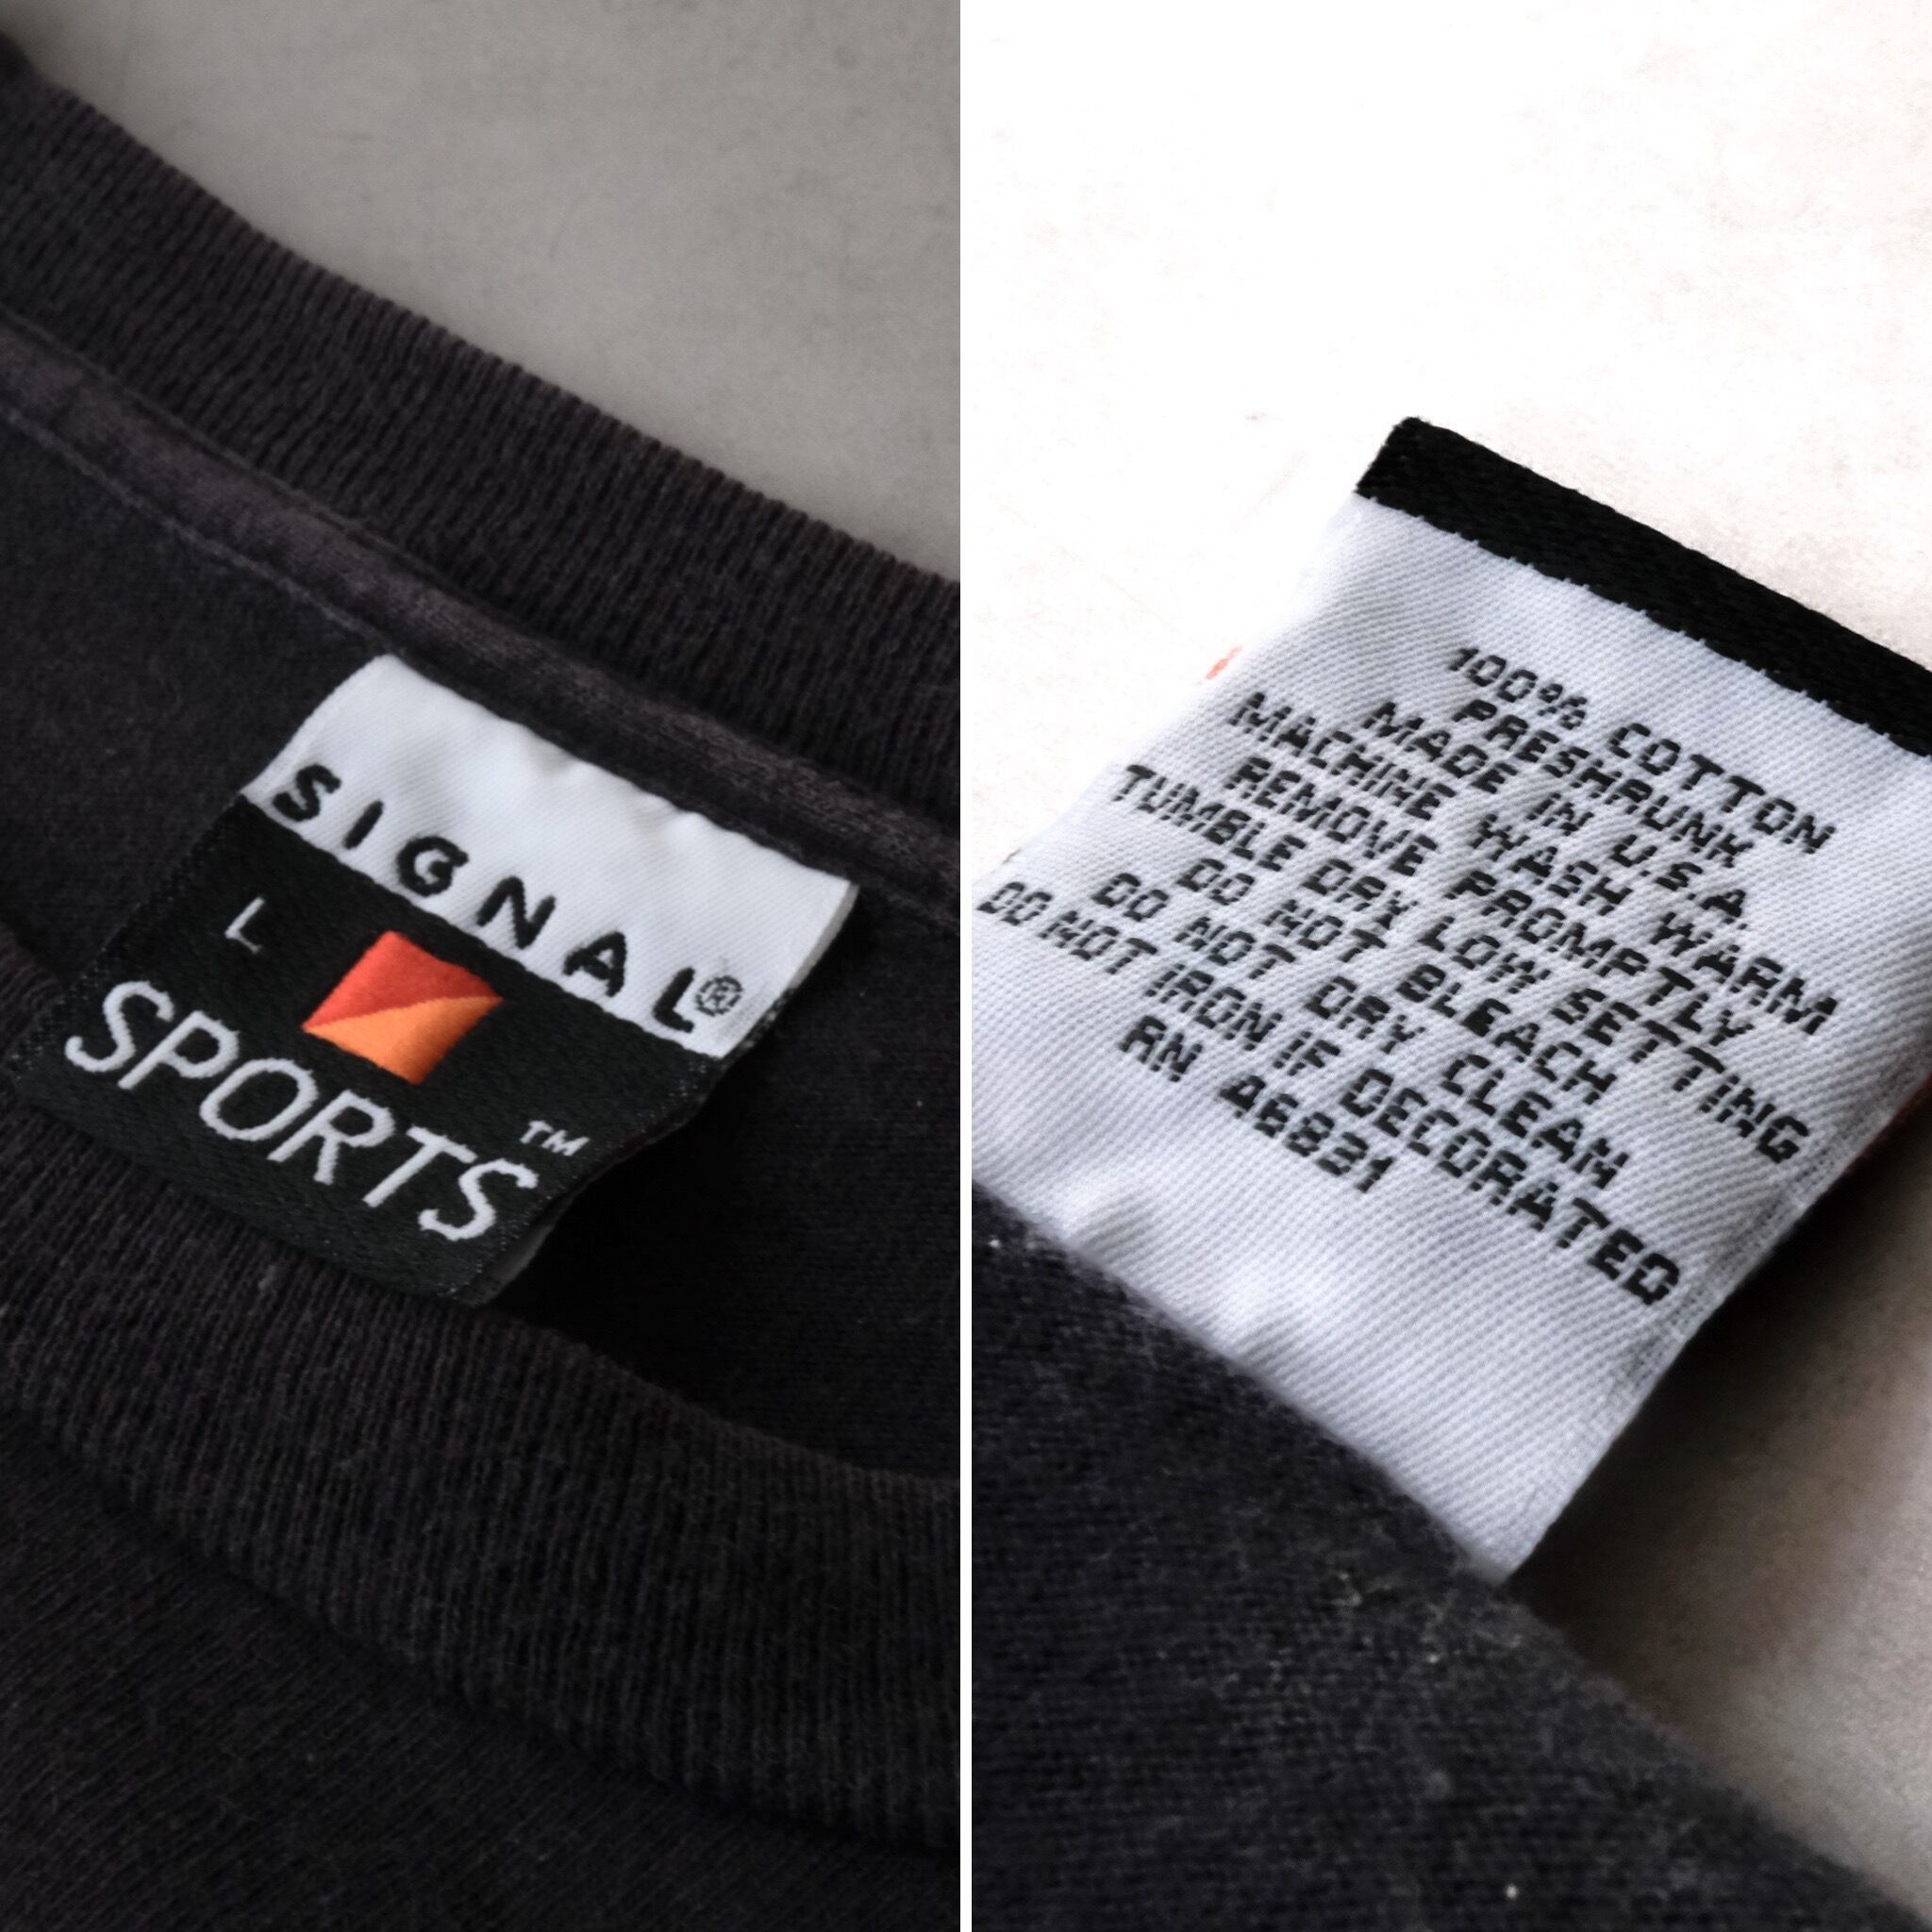 SIGNAL®
L
SPORTS™
100% COTTON
PRESHRUNK
MADE IN U.S.A.
MACHINE WASH WARM
REMOVE PROMPTLY
TUMBLE DRY LOW SETTING
DO NOT BLEACH
DO NOT DRY CLEAN
DO NOT IRON IF DECORATED
RN 46831